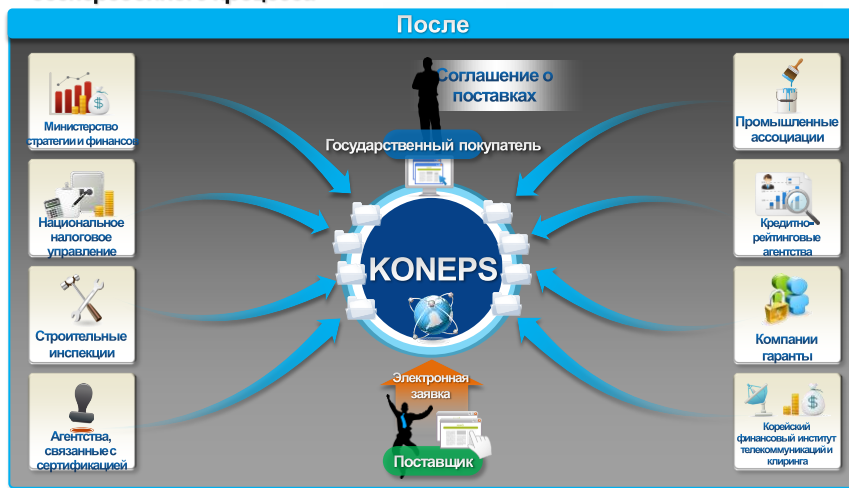 После
Министерство
стратегии и финансов
Национальное
налоговое
управление
Строительные
инспекции
Агентства,
связанные с
сертификацией
Соглашение о
поставках
Государственный покупатель
KONEPS
Электронная
заявка
Поставщик
Промышленные
ассоциации
Кредитно-
рейтинговые
агентства
Компании
гаранты
Корейский
финансовый институт
телекоммуникаций и
клиринга